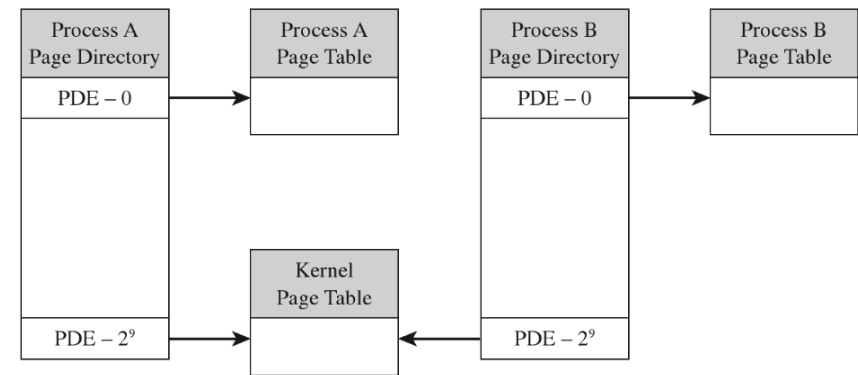 Process A
Page Directory
PDE – 0
PDE – 2⁹
Process A
Page Table
Kernel
Page Table
Process B
Page Directory
PDE – 0
PDE – 2⁹
Process B
Page Table